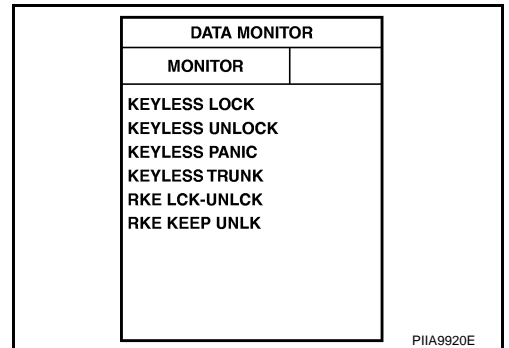 DATA MONITOR
MONITOR
KEYLESS LOCK
KEYLESS UNLOCK
KEYLESS PANIC
KEYLESS TRUNK
RKE LCK-UNLCK
RKE KEEP UNLK
PIIA9920E